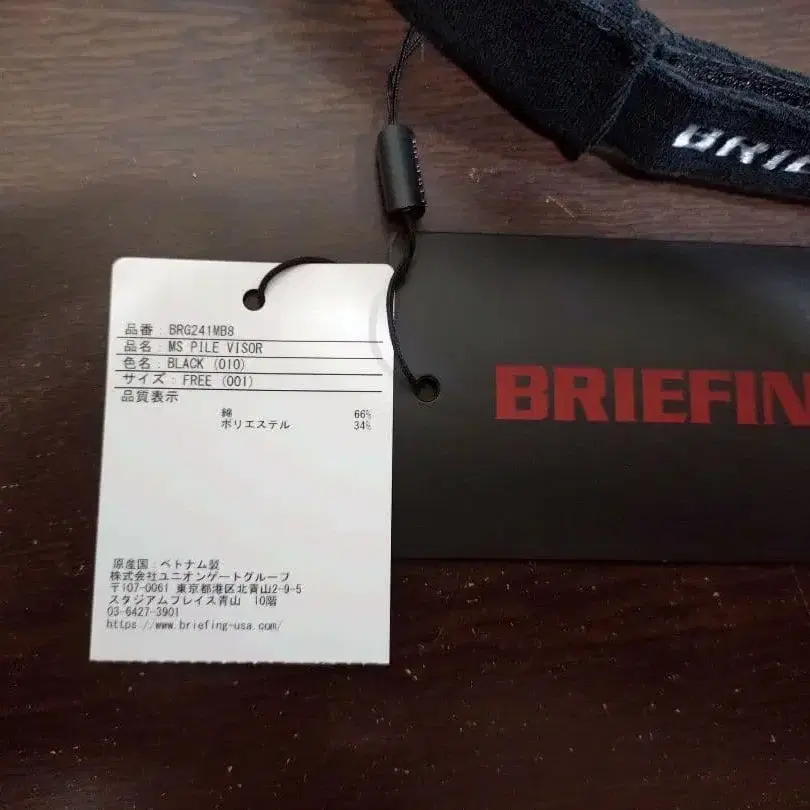 BRIEF
品番 : BRG241MB8
品名 : MS PILE VISOR
色名 : BLACK (010)
サイズ : FREE (001)
品質表示
綿 66%
ポリエステル 34%
原産国 : ベトナム製
株式会社ユニオンゲートグループ
〒107-0061 東京都港区北青山2-9-5
スタジアムプレイス青山 10階
03-6427-3901
https://www.briefing-usa.com/
BRIEFIN